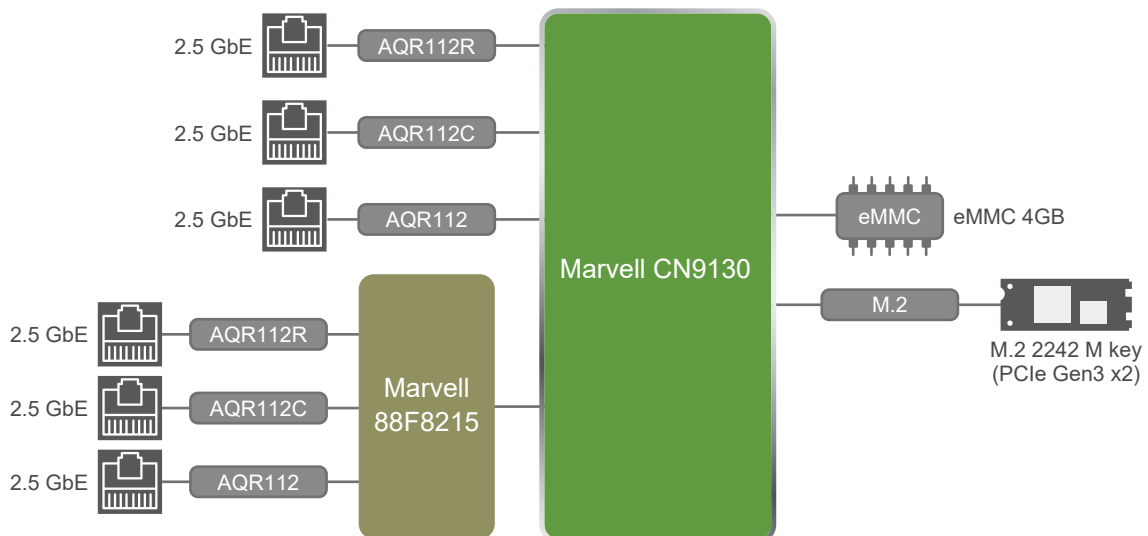 2.5 GbE
AQR112R
2.5 GbE
AQR112C
2.5 GbE
AQR112
Marvell CN9130
eMMC
eMMC 4GB
M.2
M.2 2242 M key
(PCIe Gen3 x2)
2.5 GbE
AQR112R
2.5 GbE
AQR112C
2.5 GbE
AQR112
Marvell
88F8215